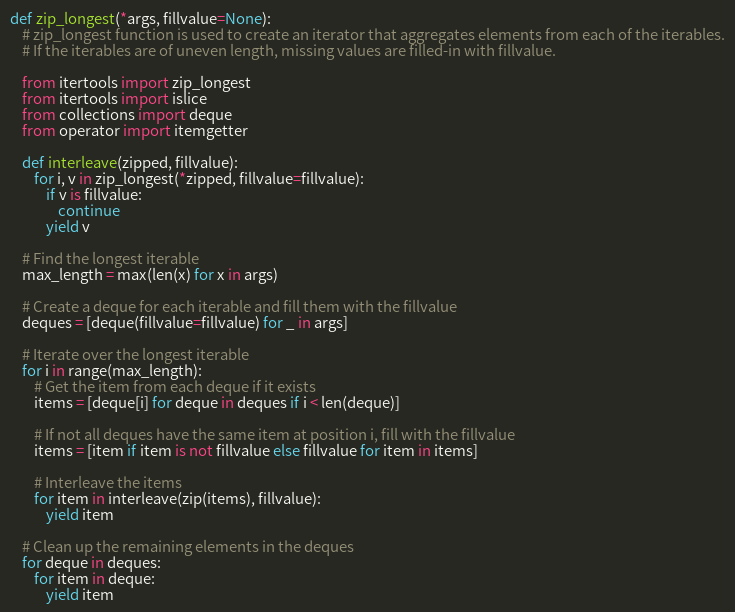 def zip_longest(*args, fillvalue=None):
    # zip_longest function is used to create an iterator that aggregates elements from each of the iterables.
    # If the iterables are of uneven length, missing values are filled-in with fillvalue.

    from itertools import zip_longest
    from itertools import islice
    from collections import deque
    from operator import itemgetter

    def interleave(zipped, fillvalue):
        for i, v in zip_longest(*zipped, fillvalue=fillvalue):
            if v is fillvalue:
                continue
            yield v

    # Find the longest iterable
    max_length = max(len(x) for x in args)

    # Create a deque for each iterable and fill them with the fillvalue
    deques = [deque(fillvalue=fillvalue) for _ in args]

    # Iterate over the longest iterable
    for i in range(max_length):
        # Get the item from each deque if it exists
        items = [deque[i] for deque in deques if i < len(deque)]

        # If not all deques have the same item at position i, fill with the fillvalue
        items = [item if item is not fillvalue else fillvalue for item in items]

        # Interleave the items
        for item in interleave(zip(items), fillvalue):
            yield item

    # Clean up the remaining elements in the deques
    for deque in deques:
        for item in deque:
            yield item